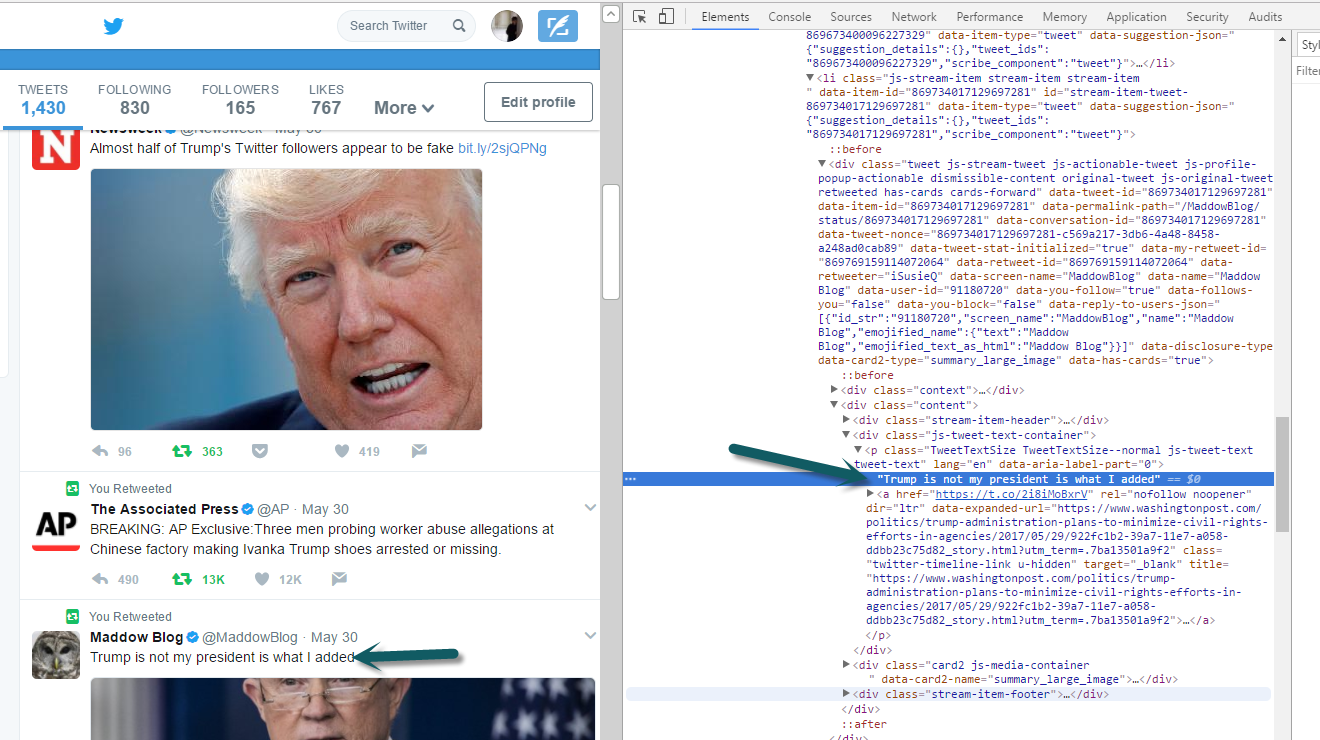 Search Twitter
TWEETS FOLLOWING FOLLOWERS LIKES
1,430 830 165 767 More Edit profile
Newsweek @Newsweek · May 30
Almost half of Trump's Twitter followers appear to be fake bit.ly/2sjQPNg
N
96 363 419
You Retweeted
The Associated Press @AP · May 30
AP
BREAKING: AP Exclusive:Three men probing worker abuse allegations at
Chinese factory making Ivanka Trump shoes arrested or missing.
490 13K 12K
You Retweeted
Maddow Blog @MaddowBlog · May 30
Trump is not my president is what I added
Elements Console Sources Network Performance Memory Application Security Audits
869673400096227329" data-item-type="tweet" data-suggestion-json="
{"suggestion_details":{},"tweet_ids":
"869673400096227329","scribe_component":"tweet"}">…</li>
<li class="js-stream-item stream-item stream-item
" data-item-id="869734017129697281" id="stream-item-tweet-
869734017129697281" data-item-type="tweet" data-suggestion-json="
{"suggestion_details":{},"tweet_ids":
"869734017129697281","scribe_component":"tweet"}">
::before
<div class="tweet js-stream-tweet js-actionable-tweet js-profile-
popup-actionable dismissible-content original-tweet js-original-tweet
retweeted has-cards cards-forward" data-tweet-id="869734017129697281"
data-item-id="869734017129697281" data-permalink-path="/MaddowBlog/
status/869734017129697281" data-conversation-id="869734017129697281"
data-tweet-nonce="869734017129697281-c569a217-3db6-4a48-8458-
a248ad0cab89" data-tweet-stat-initialized="true" data-my-retweet-id=
"869769159114072064" data-retweet-id="869769159114072064" data-
retweeter="iSusieQ" data-screen-name="MaddowBlog" data-name="Maddow
Blog" data-user-id="91180720" data-you-follow="true" data-follows-
you="false" data-you-block="false" data-reply-to-users-json="
[{"id_str":"91180720","screen_name":"MaddowBlog","name":"Maddow
Blog","emojified_name":{"text":"Maddow
Blog","emojified_text_as_html":"Maddow Blog"}}]" data-disclosure-type
data-card2-type="summary_large_image" data-has-cards="true">
::before
<div class="context">…</div>
<div class="content">
<div class="stream-item-header">…</div>
<div class="js-tweet-text-container">
<p class="TweetTextSize TweetTextSize--normal js-tweet-text
tweet-text" lang="en" data-aria-label-part="0">
"Trump is not my president is what I added" == $0
<a href="https://t.co/2i8iMoBxrV" rel="nofollow noopener"
dir="ltr" data-expanded-url="https://www.washingtonpost.com/
politics/trump-administration-plans-to-minimize-civil-rights-
efforts-in-agencies/2017/05/29/922fc1b2-39a7-11e7-a058-
ddbb23c75d82_story.html?utm_term=.7ba13501a9f2" class=
"twitter-timeline-link u-hidden" target="_blank" title=
"https://www.washingtonpost.com/politics/trump-
administration-plans-to-minimize-civil-rights-efforts-in-
agencies/2017/05/29/922fc1b2-39a7-11e7-a058-
ddbb23c75d82_story.html?utm_term=.7ba13501a9f2">…</a>
</p>
</div>
<div class="card2 js-media-container
" data-card2-name="summary_large_image">…</div>
<div class="stream-item-footer">…</div>
</div>
::after
</div>
Styl
Filter